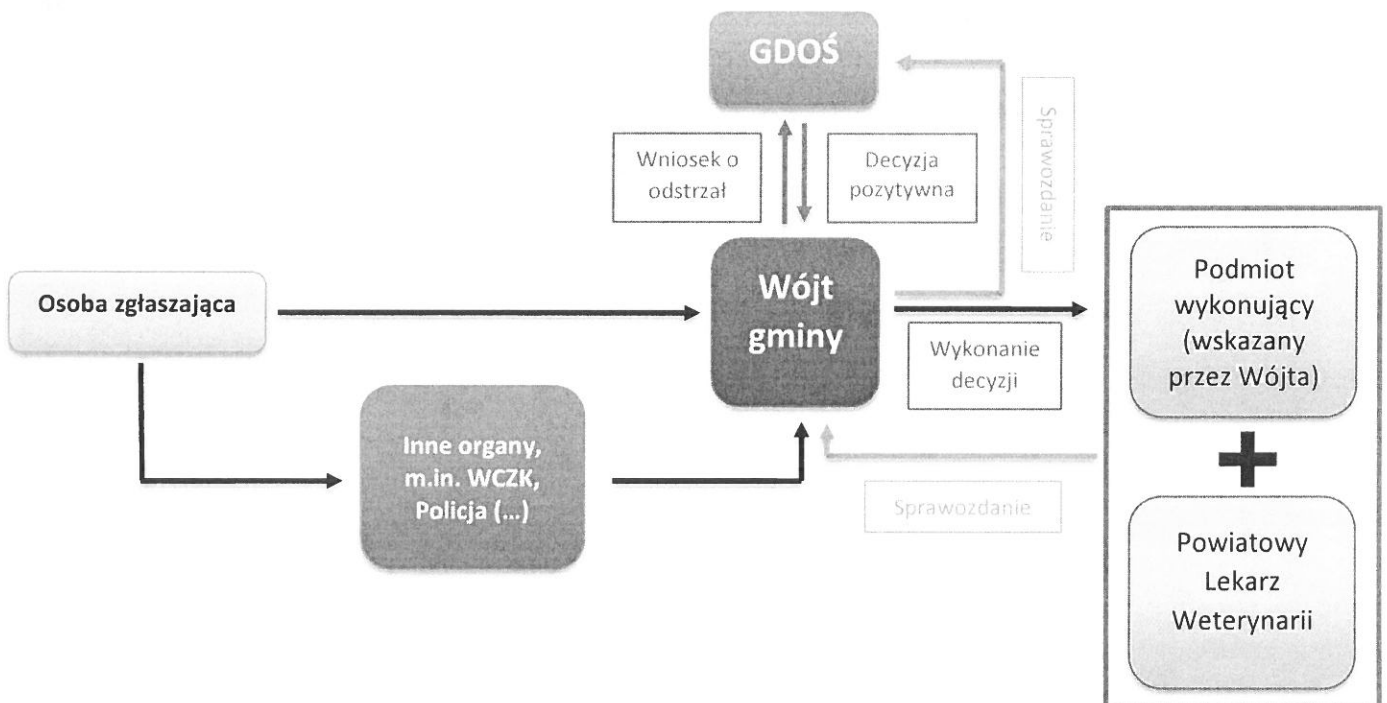 GDOŚ
Wniosek o
odstrzał
Decyzja
pozytywna
Sprawozdanie
Osoba zgłaszająca
Wójt
gminy
Wykonanie
decyzji
Podmiot
wykonujący
(wskazany
przez Wójta)
Inne organy,
m.in. WCZK,
Policja (...)
Sprawozdanie
Powiatowy
Lekarz
Weterynarii